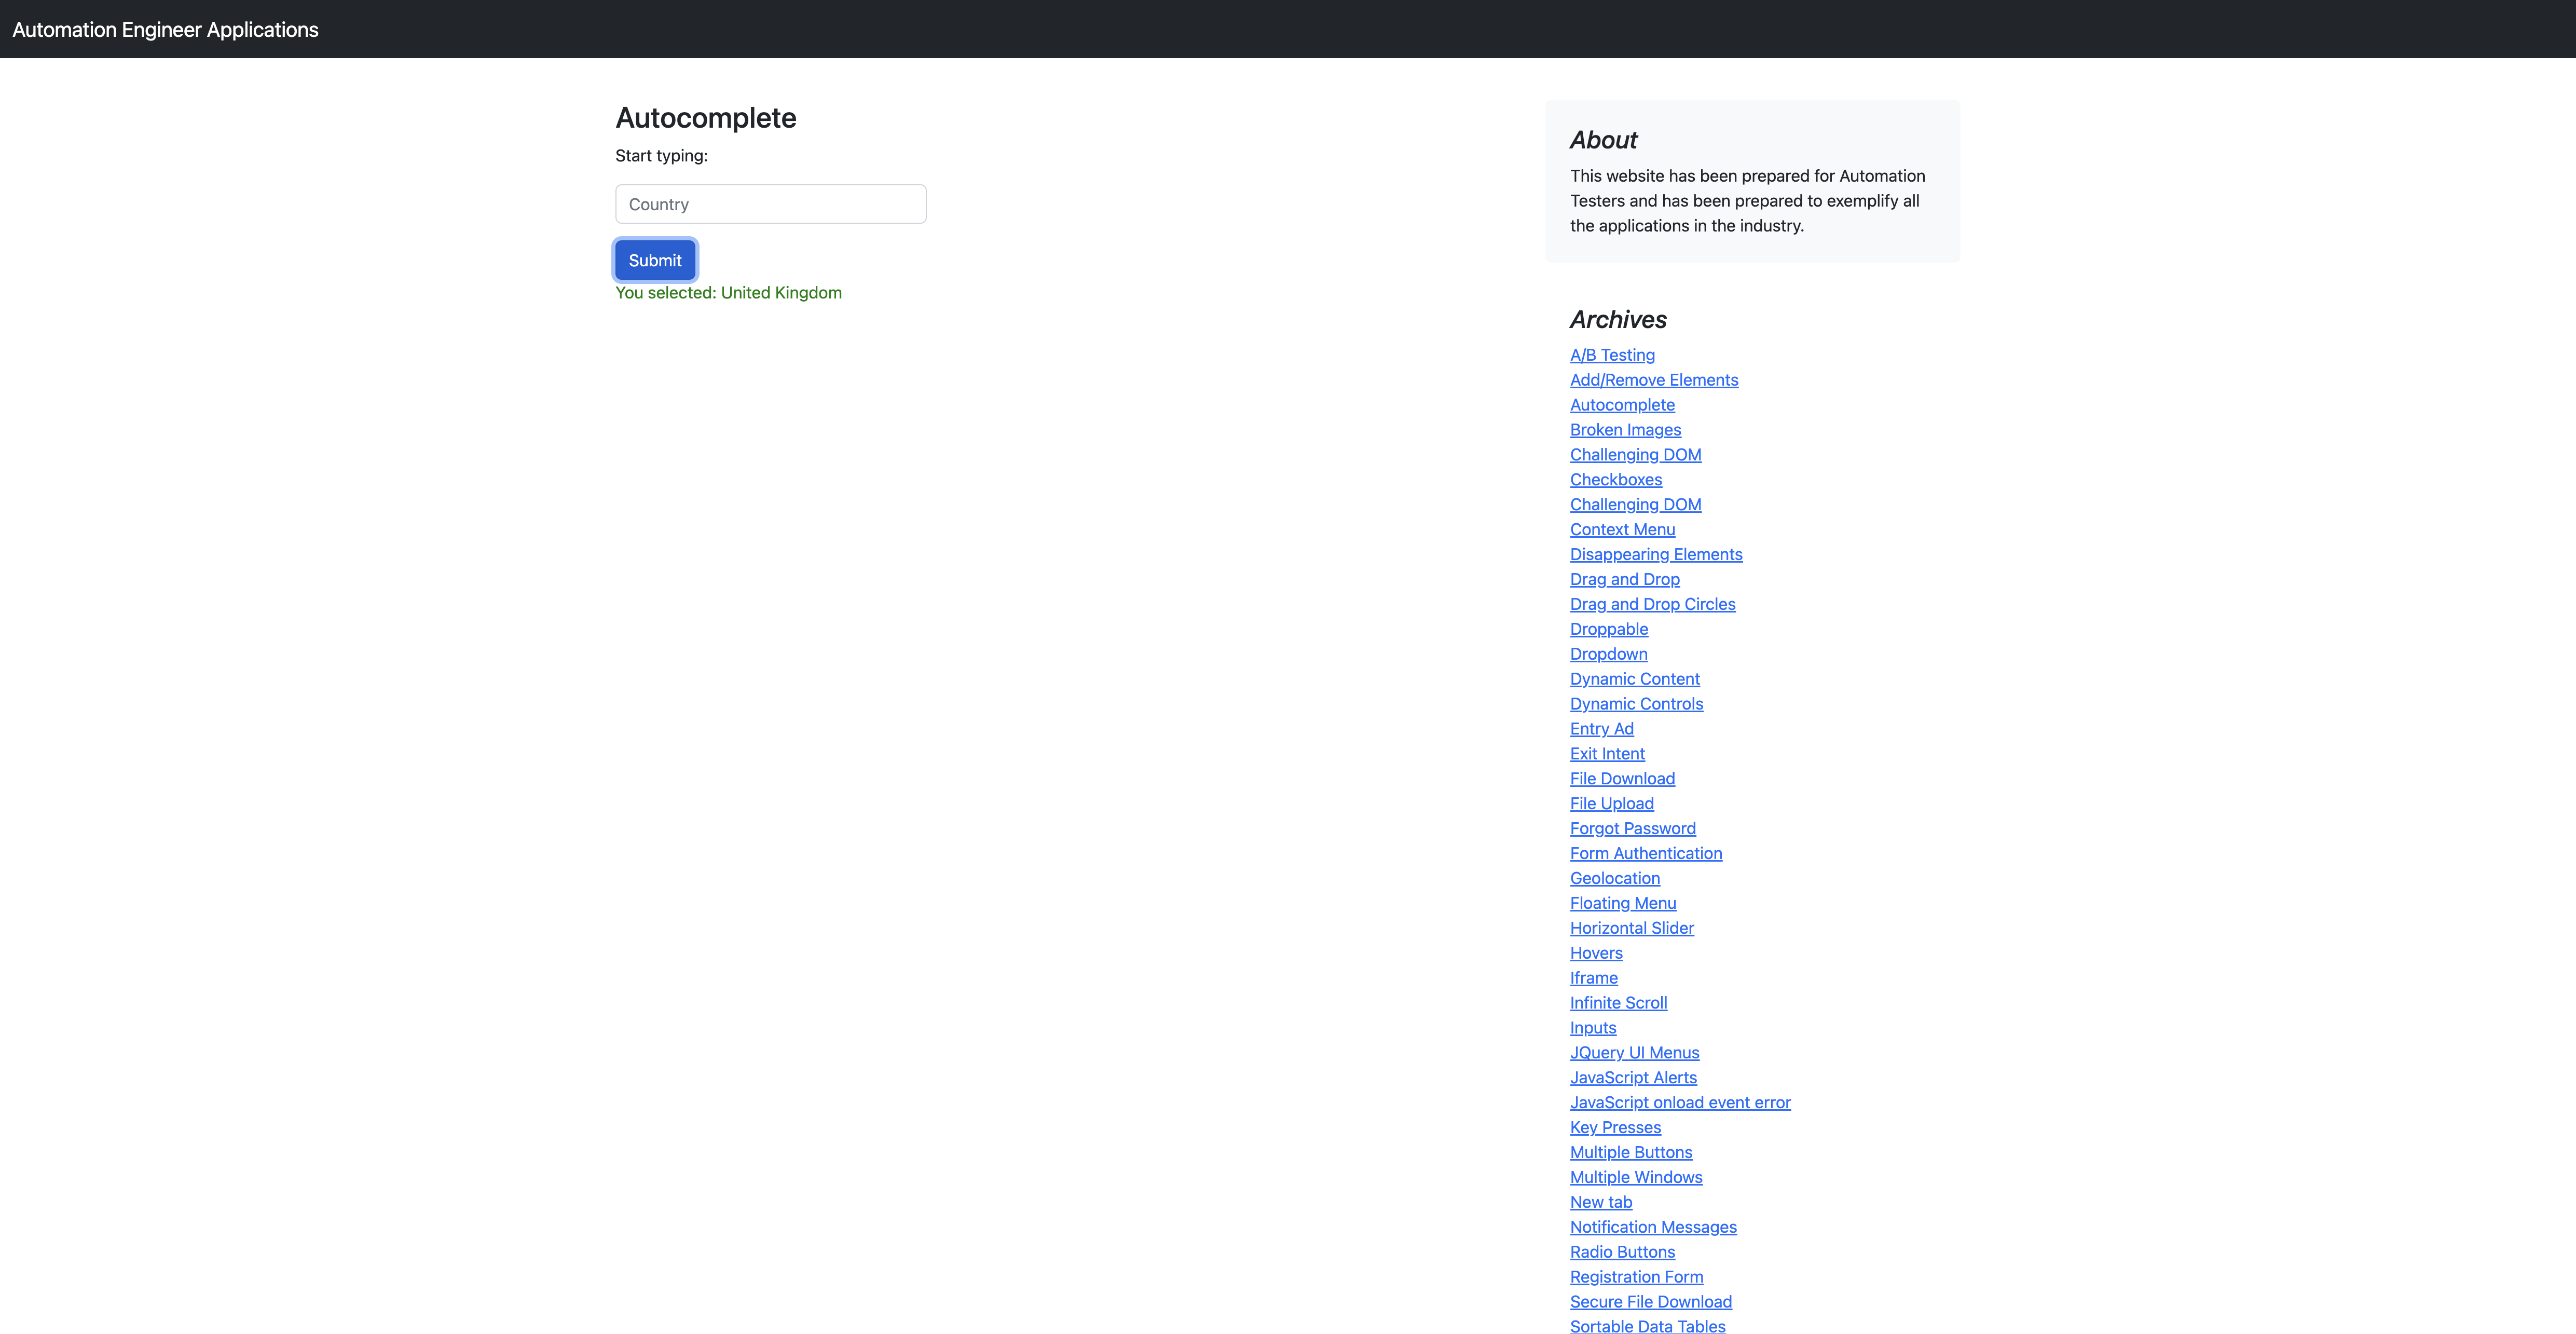 Automation Engineer Applications
Autocomplete
Start typing:
Country
Submit
You selected: United Kingdom
About
This website has been prepared for Automation
Testers and has been prepared to exemplify all
the applications in the industry.
Archives
A/B Testing
Add/Remove Elements
Autocomplete
Broken Images
Challenging DOM
Checkboxes
Challenging DOM
Context Menu
Disappearing Elements
Drag and Drop
Drag and Drop Circles
Droppable
Dropdown
Dynamic Content
Dynamic Controls
Entry Ad
Exit Intent
File Download
File Upload
Forgot Password
Form Authentication
Geolocation
Floating Menu
Horizontal Slider
Hovers
Iframe
Infinite Scroll
Inputs
JQuery UI Menus
JavaScript Alerts
JavaScript onload event error
Key Presses
Multiple Buttons
Multiple Windows
New tab
Notification Messages
Radio Buttons
Registration Form
Secure File Download
Sortable Data Tables